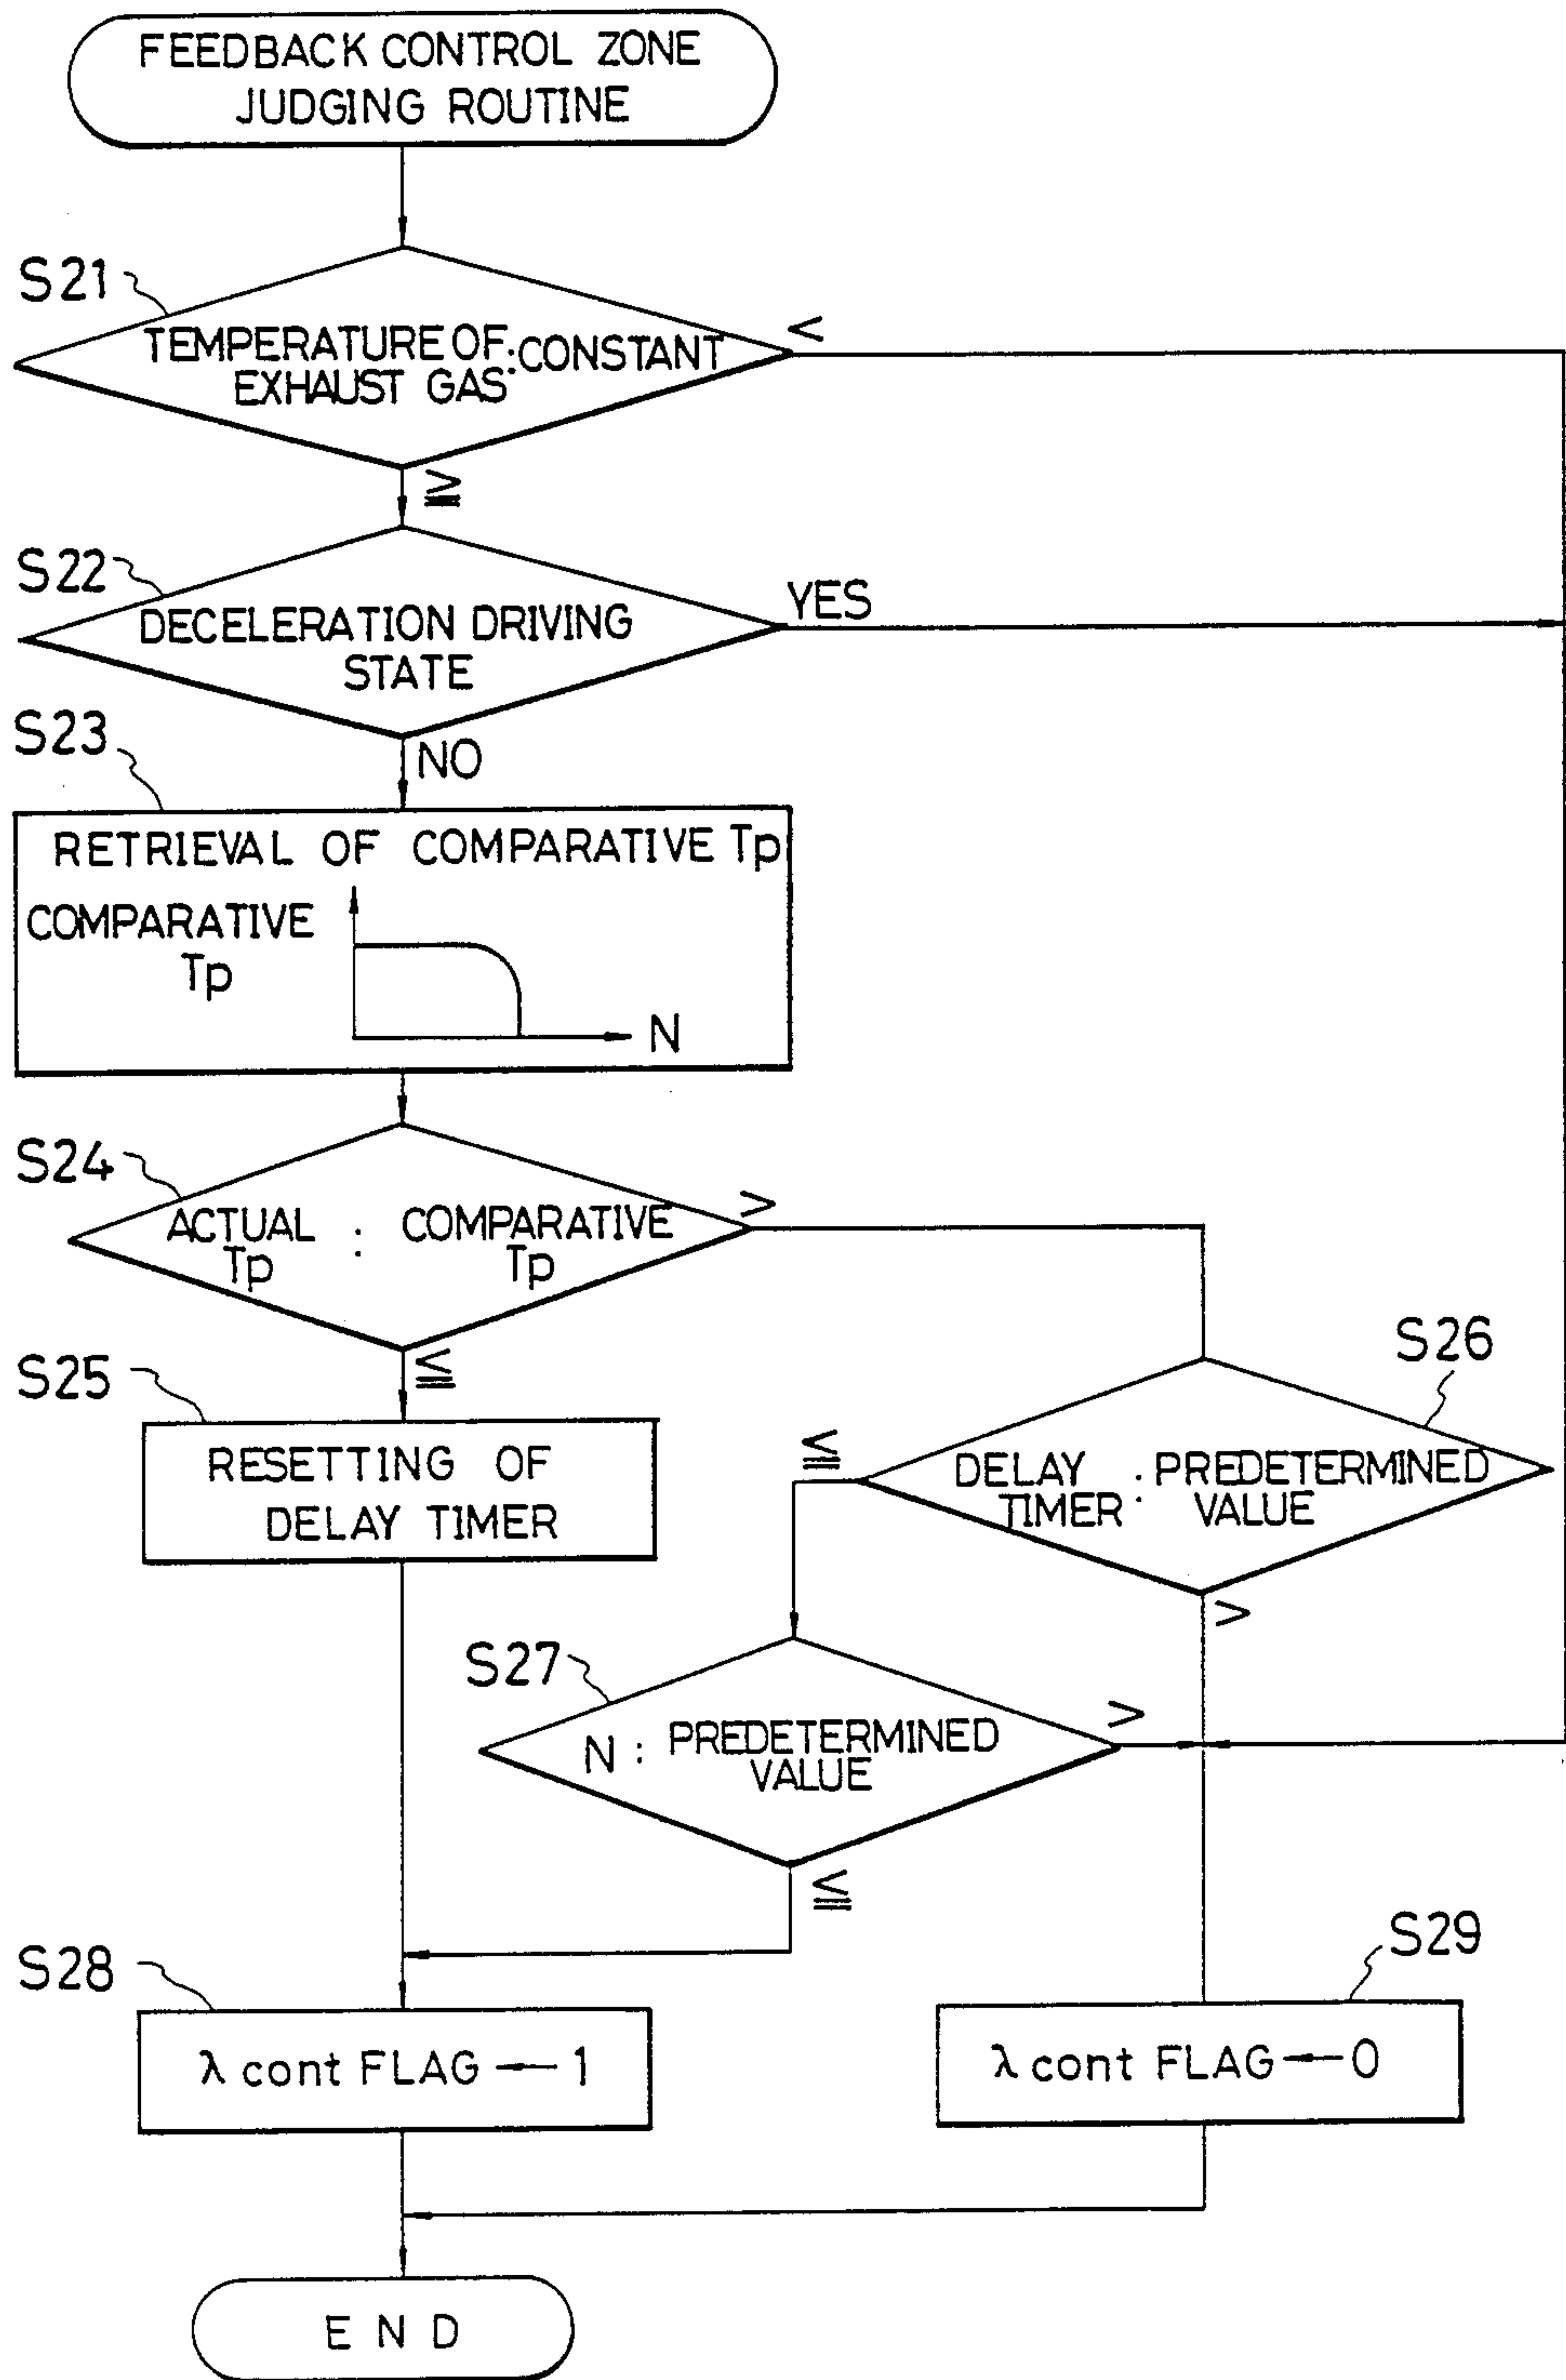 FEEDBACK CONTROL ZONE
JUDGING ROUTINE
S21
TEMPERATURE OF : CONSTANT
EXHAUST GAS
<
≧
S22
DECELERATION DRIVING
STATE
YES
NO
S23
RETRIEVAL OF COMPARATIVE Tp
COMPARATIVE
Tp
N
S24
ACTUAL : COMPARATIVE
Tp Tp
>
≦
S25
RESETTING OF
DELAY TIMER
S26
DELAY : PREDETERMINED
TIMER VALUE
≦
>
S27
N : PREDETERMINED
VALUE
>
≦
S28
λ cont FLAG ← 1
S29
λ cont FLAG ← 0
END